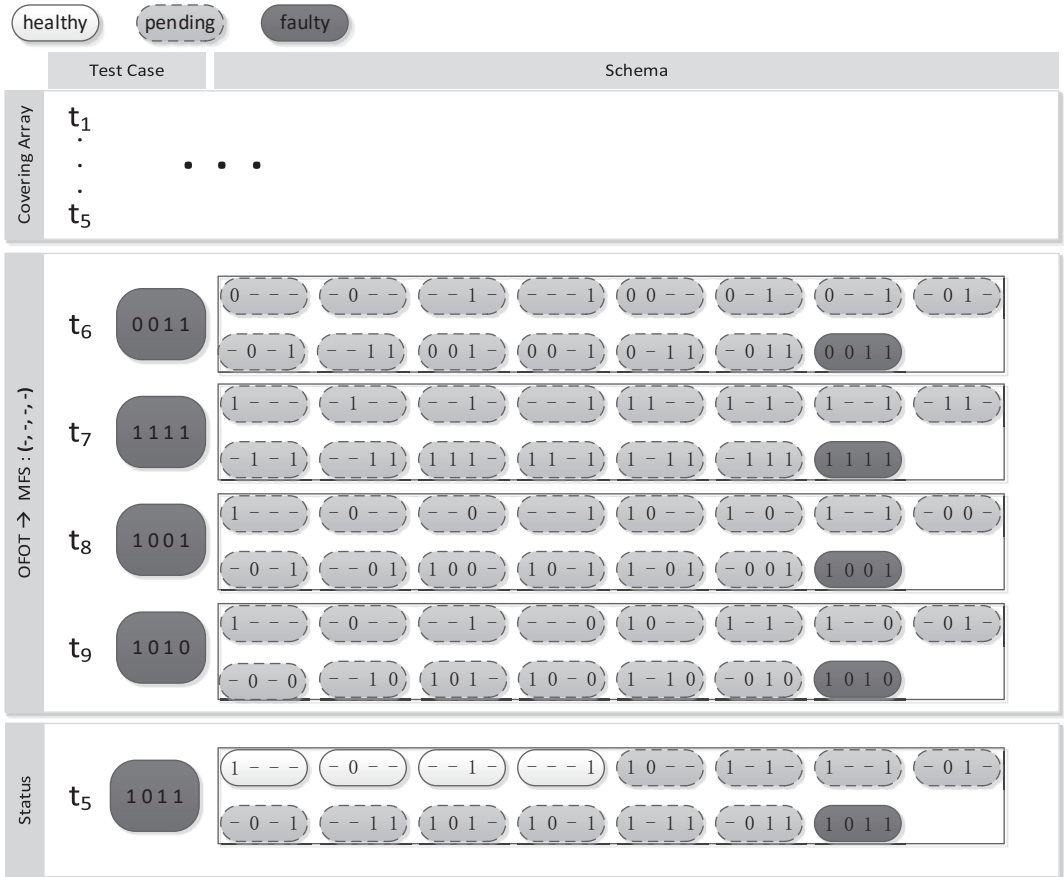 healthy pending faulty
Test Case Schema
Covering Array
t1
. . .
• • •
t5
OFOT → MFS : (-, -, -, -)
t6 0011
0 - - - - 0 - - - - 1 - - - - 1 0 0 - - 0 - 1 - 0 - - 1 - 0 1 -
- 0 - 1 - - 1 1 0 0 1 - 0 0 - 1 0 - 1 1 - 0 1 1 0 0 1 1
t7 1111
1 - - - - 1 - - - - 1 - - - - 1 1 1 - - 1 - 1 - 1 - - 1 - 1 1 -
- 1 - 1 - - 1 1 1 1 1 - 1 1 - 1 1 - 1 1 - 1 1 1 1 1 1 1
t8 1001
1 - - - - 0 - - - - 0 - - - - 1 1 0 - - 1 - 0 - 1 - - 1 - 0 0 -
- 0 - 1 - - 0 1 1 0 0 - 1 0 - 1 1 - 0 1 - 0 0 1 1 0 0 1
t9 1010
1 - - - - 0 - - - - 1 - - - - 0 1 0 - - 1 - 1 - 1 - - 0 - 0 1 -
- 0 - 0 - - 1 0 1 0 1 - 1 0 - 0 1 - 1 0 - 0 1 0 1 0 1 0
Status
t5 1011
1 - - - - 0 - - - - 1 - - - - 1 1 0 - - 1 - 1 - 1 - - 1 - 0 1 -
- 0 - 1 - - 1 1 1 0 1 - 1 0 - 1 1 - 1 1 - 0 1 1 1 0 1 1